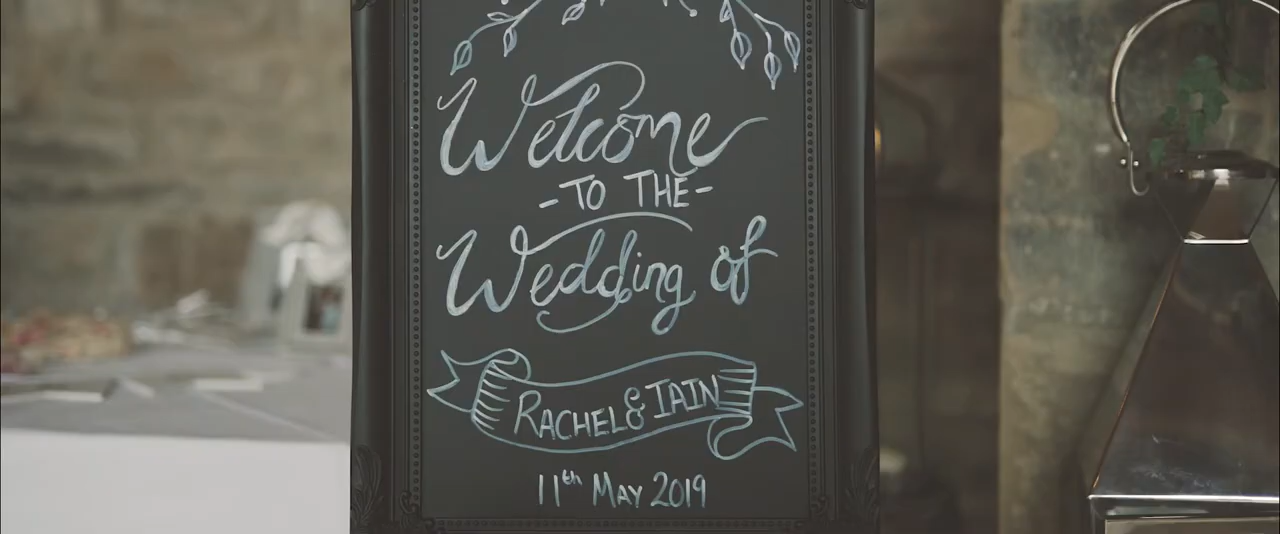 Welcome
- TO THE -
Wedding of
RACHEL & IAIN
11th MAY 2019